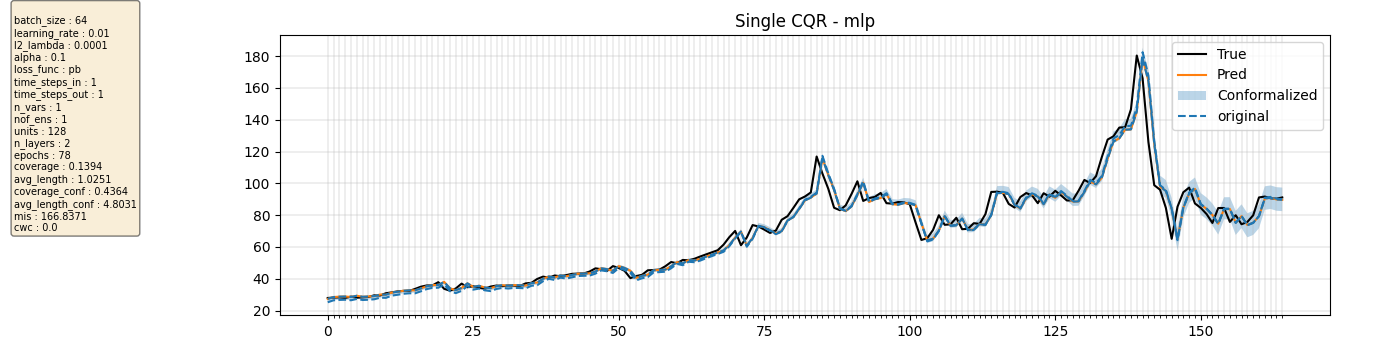 batch_size : 64
learning_rate : 0.01
l2_lambda : 0.0001
alpha : 0.1
loss_func : pb
time_steps_in : 1
time_steps_out : 1
n_vars : 1
nof_ens : 1
units : 128
n_layers : 2
epochs : 78
coverage : 0.1394
avg_length : 1.0251
coverage_conf : 0.4364
avg_length_conf : 4.8031
mis : 166.8371
cwc : 0.0
Single CQR - mlp
True
Pred
Conformalized
original
180
160
140
120
100
80
60
40
20
0 25 50 75 100 125 150